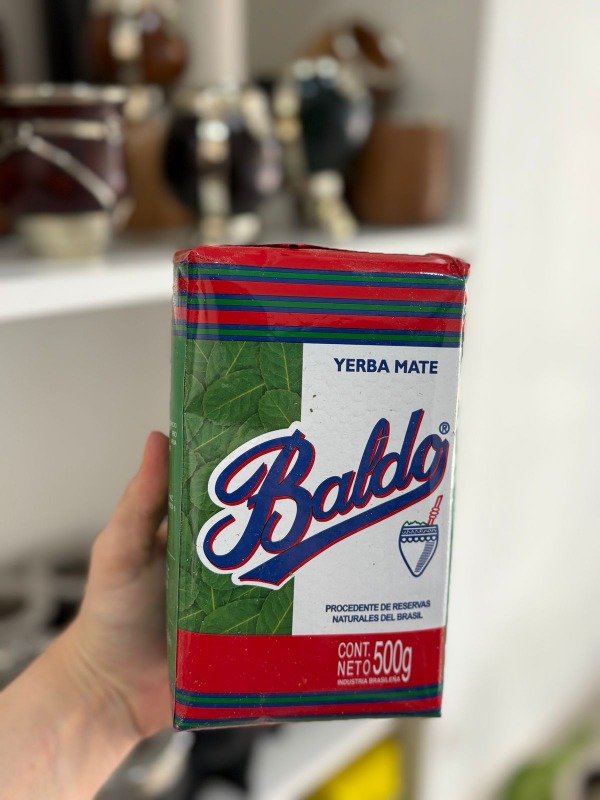 YERBA MATE
Baldo®
PROCEDENTE DE RESERVAS
NATURALES DEL BRASIL
CONT.
NETO 500g
INDUSTRIA BRASILEÑA